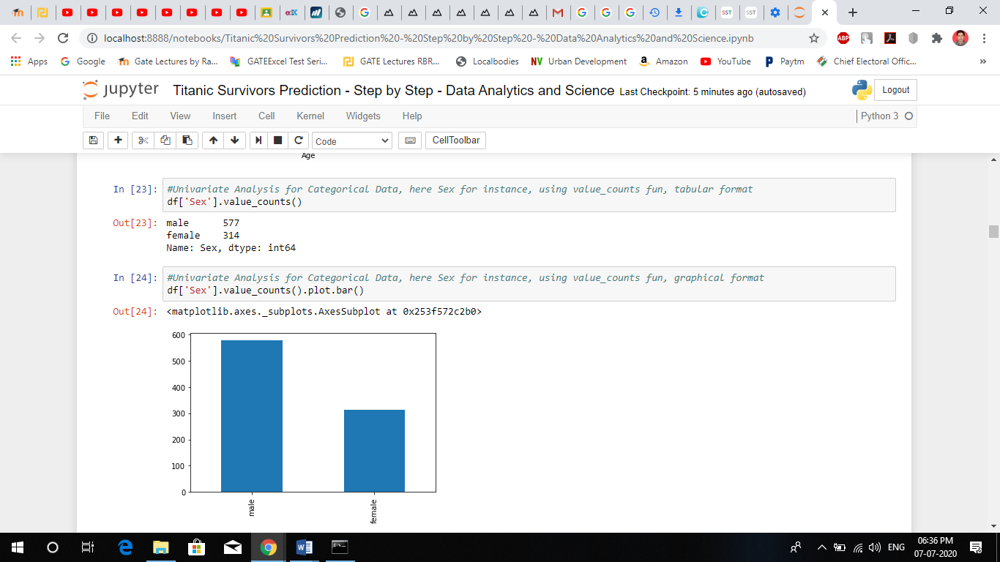 localhost:8888/notebooks/Titanic%20Survivors%20Prediction%20-%20Step%20by%20Step%20-%20Data%20Analytics%20and%20Science.ipynb
ABP
Apps Google Gate Lectures by Ra... GATEExcel Test Seri... GATE Lectures RBR... Localbodies NV Urban Development a Amazon YouTube P Paytm Chief Electoral Offic... »
jupyter Titanic Survivors Prediction - Step by Step - Data Analytics and Science Last Checkpoint: 5 minutes ago (autosaved) Logout
File Edit View Insert Cell Kernel Widgets Help Python 3
Code CellToolbar
Age
In [23]: #Univariate Analysis for Categorical Data, here Sex for instance, using value_counts fun, tabular format
df['Sex'].value_counts()
Out[23]: male 577
female 314
Name: Sex, dtype: int64
In [24]: #Univariate Analysis for Categorical Data, here Sex for instance, using value_counts fun, graphical format
df['Sex'].value_counts().plot.bar()
Out[24]: <matplotlib.axes._subplots.AxesSubplot at 0x253f572c2b0>
600
500
400
300
200
100
0
male female
ENG 06:36 PM
07-07-2020